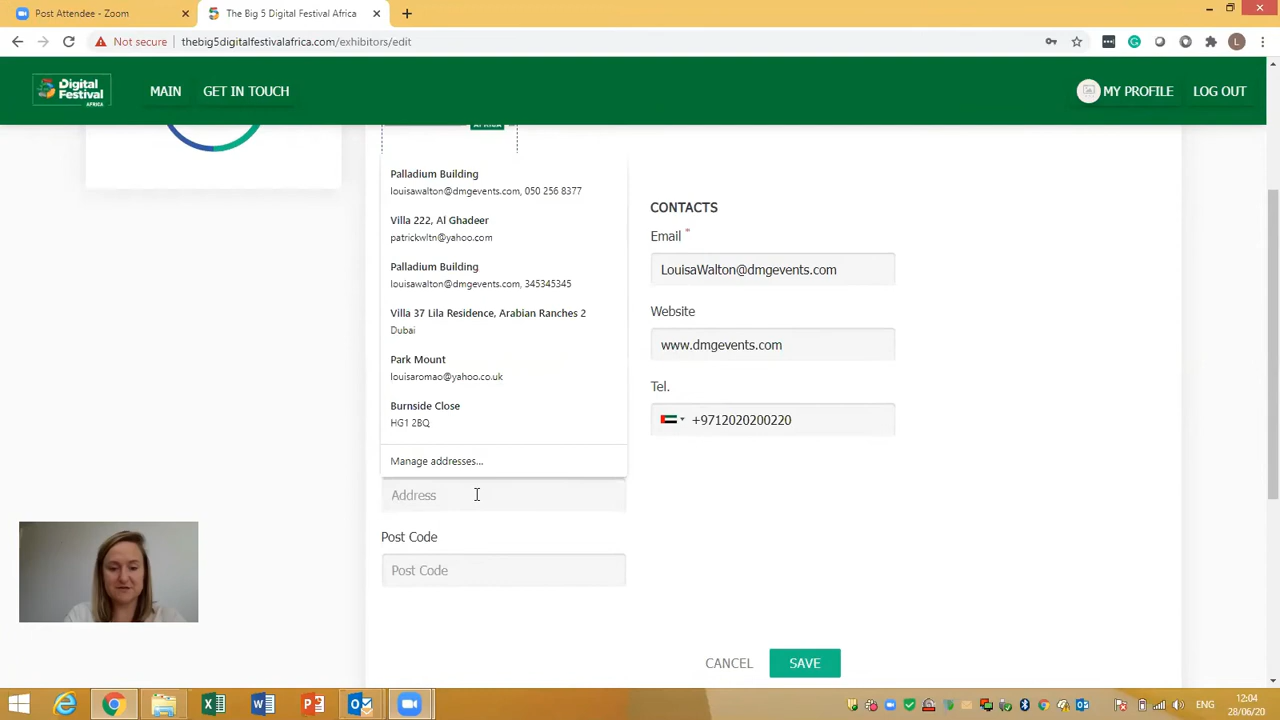 Post Attendee - Zoom
The Big 5 Digital Festival Africa
Not secure
thebig5digitalfestivalafrica.com/exhibitors/edit
L
5 Digital Festival AFRICA
MAIN
GET IN TOUCH
MY PROFILE
LOG OUT
Palladium Building
louisawalton@dmgevents.com, 050 256 8377
Villa 222, Al Ghadeer
patrickwltn@yahoo.com
Palladium Building
louisawalton@dmgevents.com, 345345345
Villa 37 Lila Residence, Arabian Ranches 2
Dubai
Park Mount
louisaromao@yahoo.co.uk
Burnside Close
HG1 2BQ
Manage addresses...
Address
Post Code
Post Code
CONTACTS
Email *
LouisaWalton@dmgevents.com
Website
www.dmgevents.com
Tel.
+9712020200220
CANCEL
SAVE
ENG
12:04
28/06/20